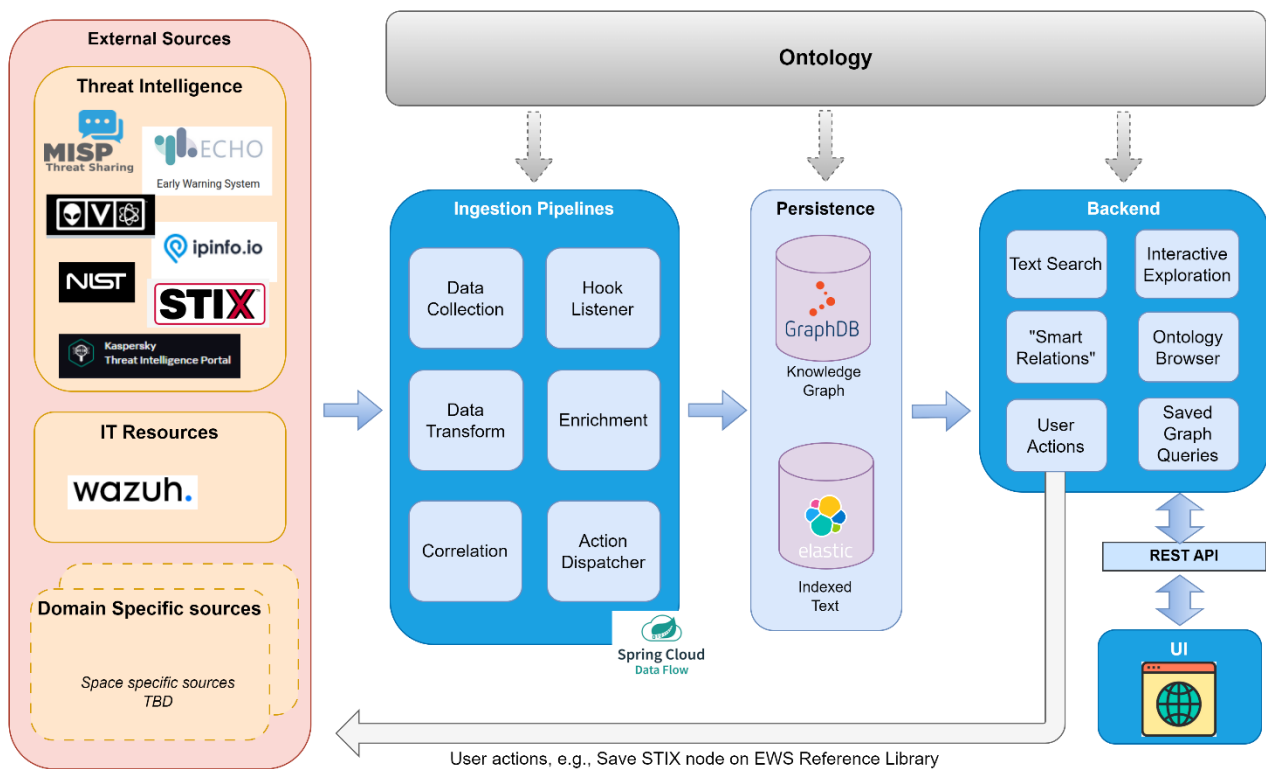 External Sources
Threat Intelligence
MISP
Threat Sharing
ECHO
Early Warning System
OVX
ipinfo.io
NIST
STIX
Kaspersky
Threat Intelligence Portal
IT Resources
wazuh.
Domain Specific sources
Space specific sources
TBD
Ontology
Ingestion Pipelines
Data
Collection
Hook
Listener
Data
Transform
Enrichment
Correlation
Action
Dispatcher
Spring Cloud
Data Flow
Persistence
GraphDB
Knowledge
Graph
elastic
Indexed
Text
Backend
Text Search
Interactive
Exploration
"Smart
Relations"
Ontology
Browser
User
Actions
Saved
Graph
Queries
REST API
UI
User actions, e.g., Save STIX node on EWS Reference Library